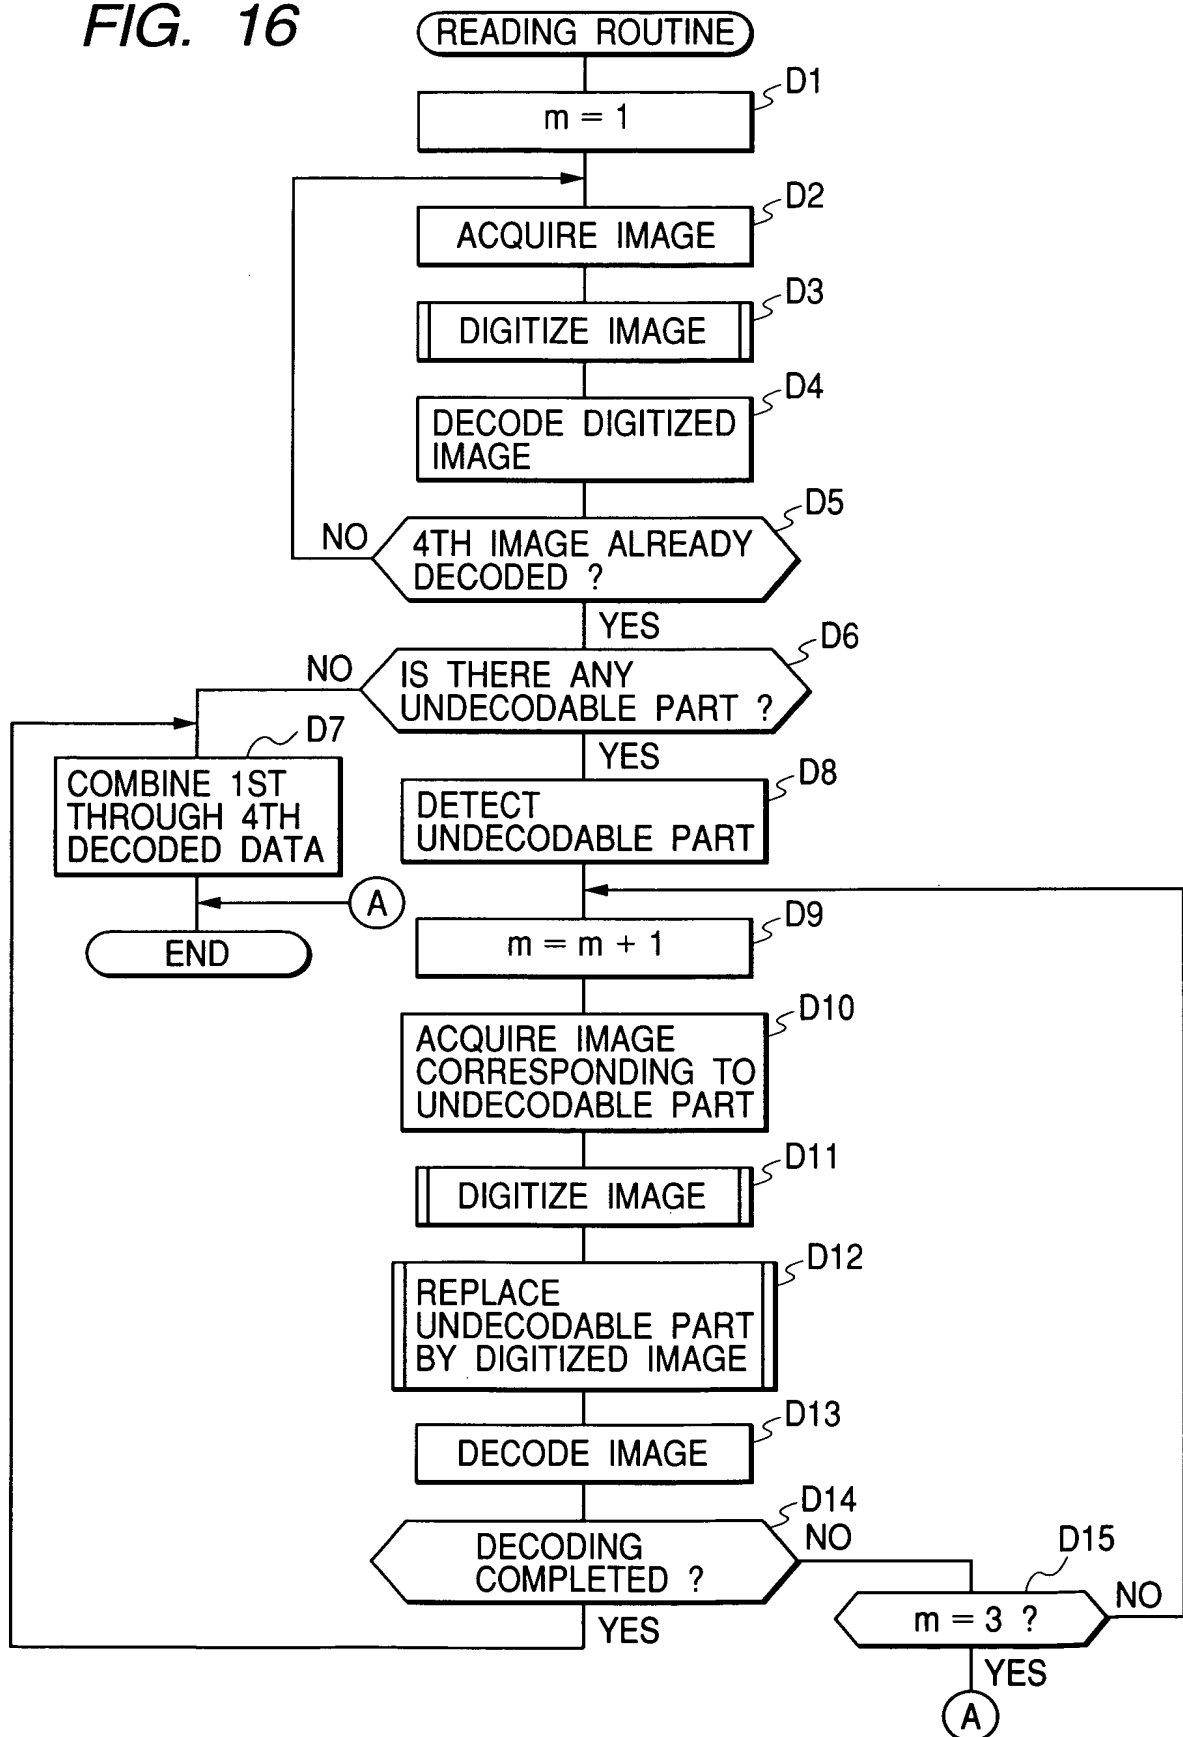 FIG. 16
READING ROUTINE
D1
m = 1
D2
ACQUIRE IMAGE
D3
DIGITIZE IMAGE
D4
DECODE DIGITIZED
IMAGE
D5
NO
4TH IMAGE ALREADY
DECODED ?
YES
D6
NO
IS THERE ANY
UNDECODABLE PART ?
YES
D7
COMBINE 1ST
THROUGH 4TH
DECODED DATA
A
END
D8
DETECT
UNDECODABLE PART
D9
m = m + 1
D10
ACQUIRE IMAGE
CORRESPONDING TO
UNDECODABLE PART
D11
DIGITIZE IMAGE
D12
REPLACE
UNDECODABLE PART
BY DIGITIZED IMAGE
D13
DECODE IMAGE
D14
DECODING
COMPLETED ?
NO
YES
D15
m = 3 ?
NO
YES
A